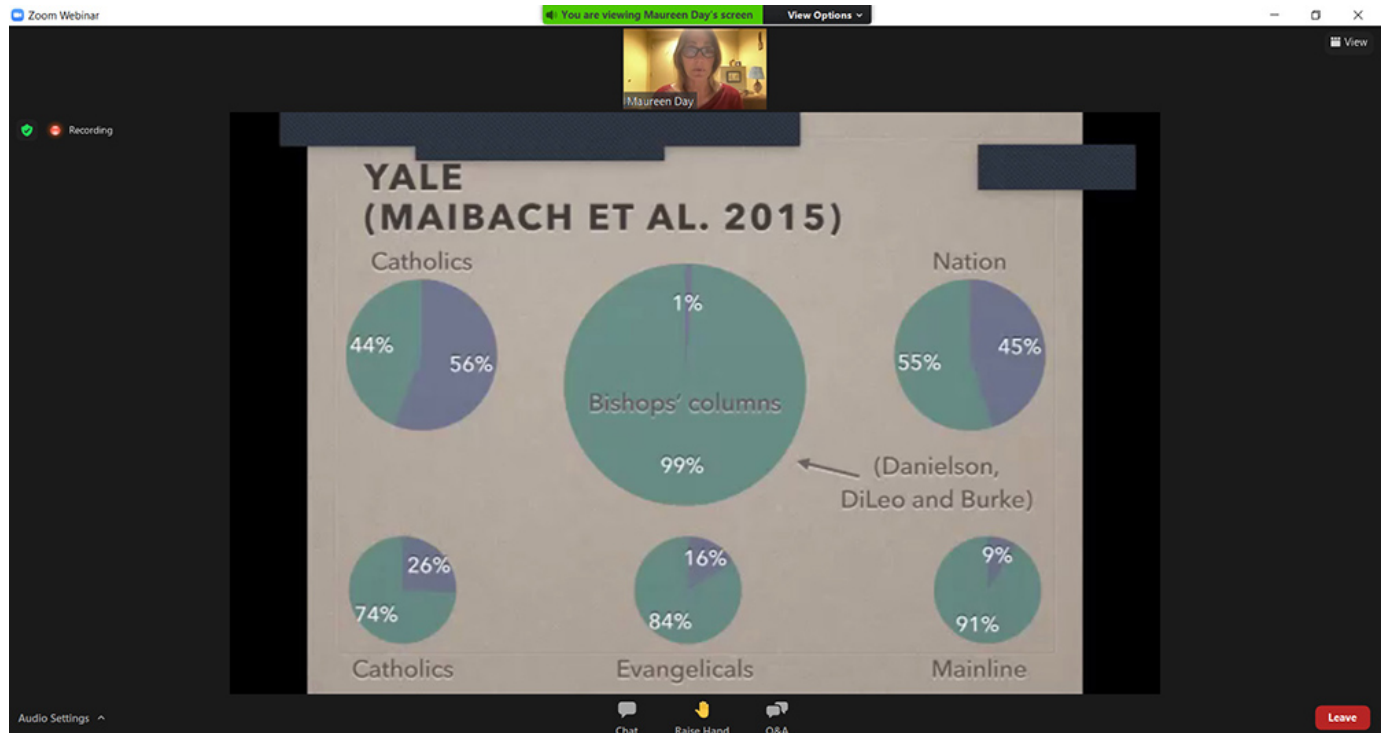 Zoom Webinar
You are viewing Maureen Day's screen
View Options
View
Maureen Day
Recording
YALE
(MAIBACH ET AL. 2015)
Catholics
Nation
44%
56%
1%
Bishops' columns
99%
55%
45%
(Danielson,
DiLeo and Burke)
26%
74%
16%
84%
9%
91%
Catholics
Evangelicals
Mainline
Audio Settings
Chat
Raise Hand
Q&A
Leave